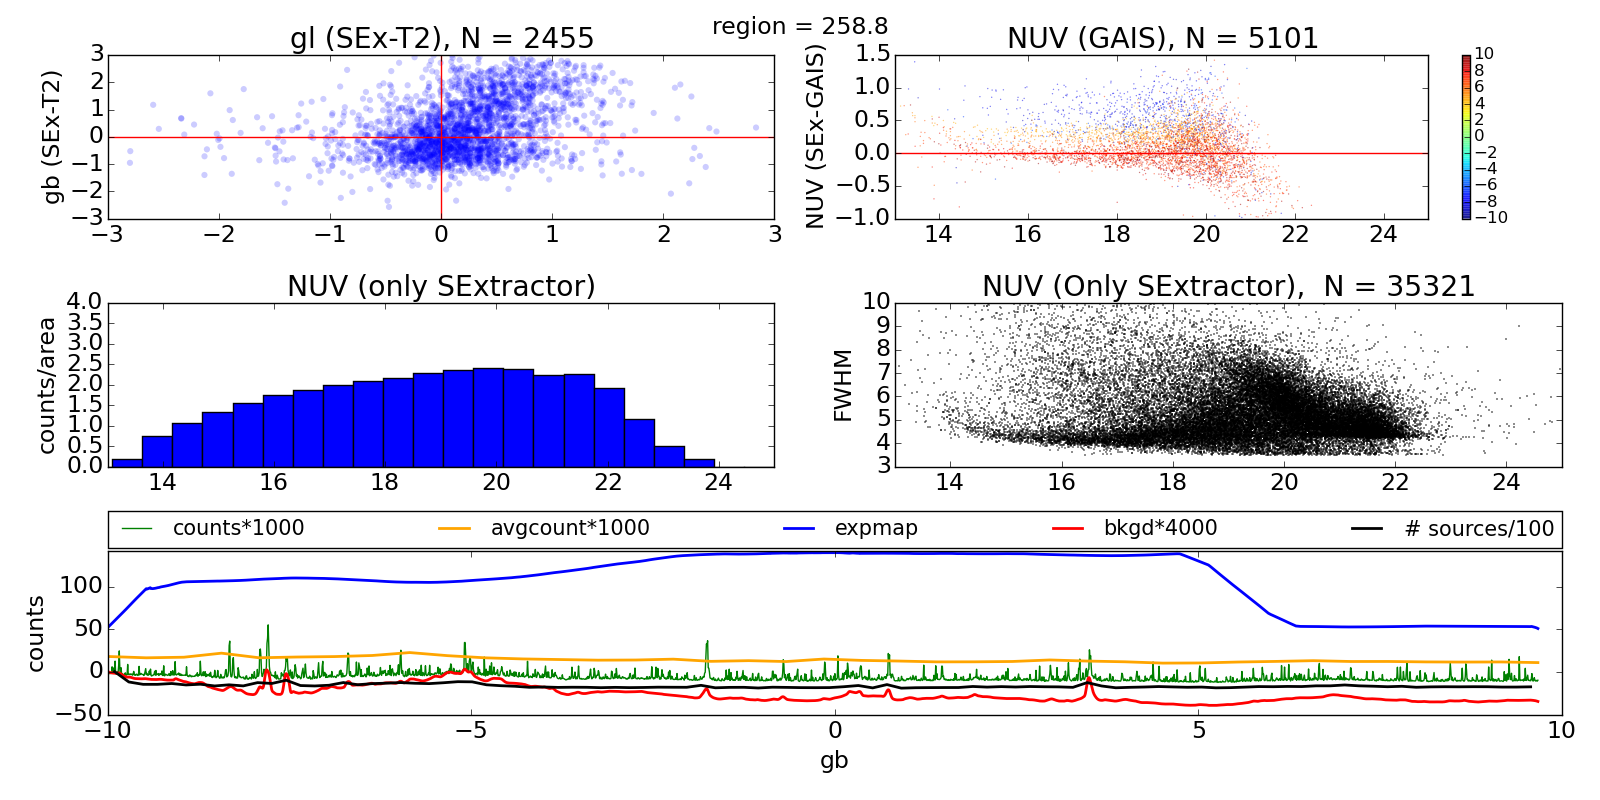 region = 258.8
gl (SEx-T2), N = 2455
gb (SEx-T2)
3
2
1
0
−1
−2
−3
−3 −2 −1 0 1 2 3
NUV (GAIS), N = 5101
NUV (SEx-GAIS)
1.5
1.0
0.5
0.0
−0.5
−1.0
14 16 18 20 22 24
10
8
6
4
2
0
−2
−4
−6
−8
−10
NUV (only SExtractor)
counts/area
4.0
3.5
3.0
2.5
2.0
1.5
1.0
0.5
0.0
14 16 18 20 22 24
NUV (Only SExtractor),  N = 35321
FWHM
10
9
8
7
6
5
4
3
14 16 18 20 22 24
counts*1000 avgcount*1000 expmap bkgd*4000 # sources/100
counts
100
50
0
−50
−10 −5 0 5 10
gb